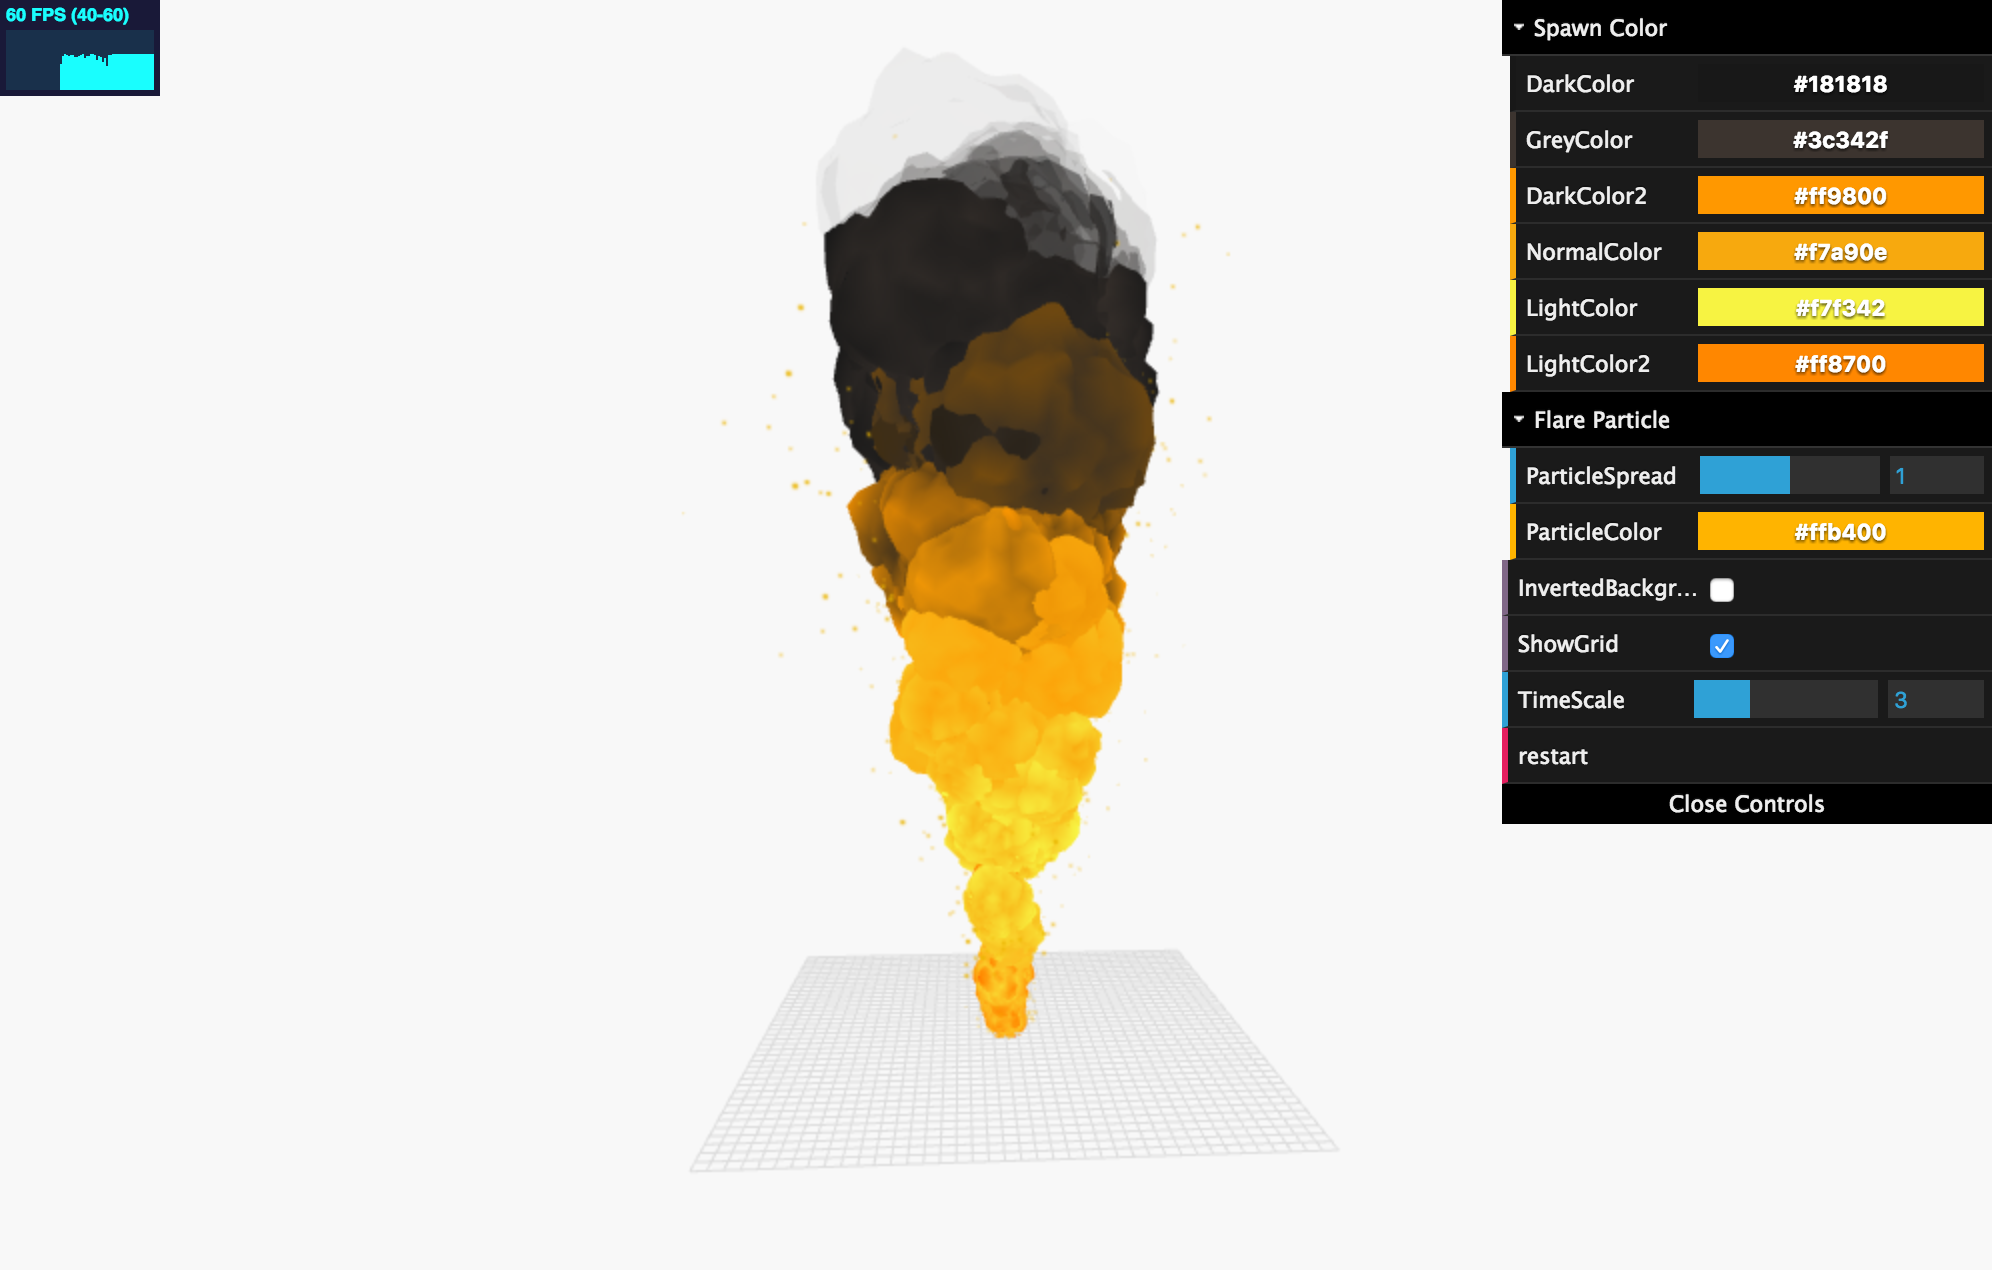 60 FPS (40-60)
Spawn Color
DarkColor #181818
GreyColor #3c342f
DarkColor2 #ff9800
NormalColor #f7a90e
LightColor #f7f342
LightColor2 #ff8700
Flare Particle
ParticleSpread 1
ParticleColor #ffb400
InvertedBackgr...
ShowGrid
TimeScale 3
restart
Close Controls